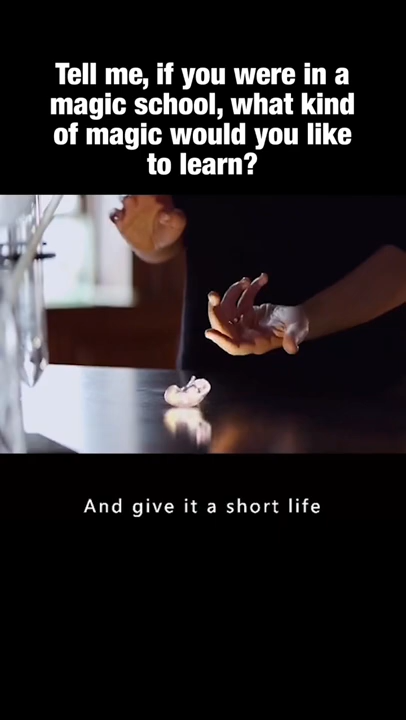 Tell me, if you were in a
magic school, what kind
of magic would you like
to learn?
And give it a short life